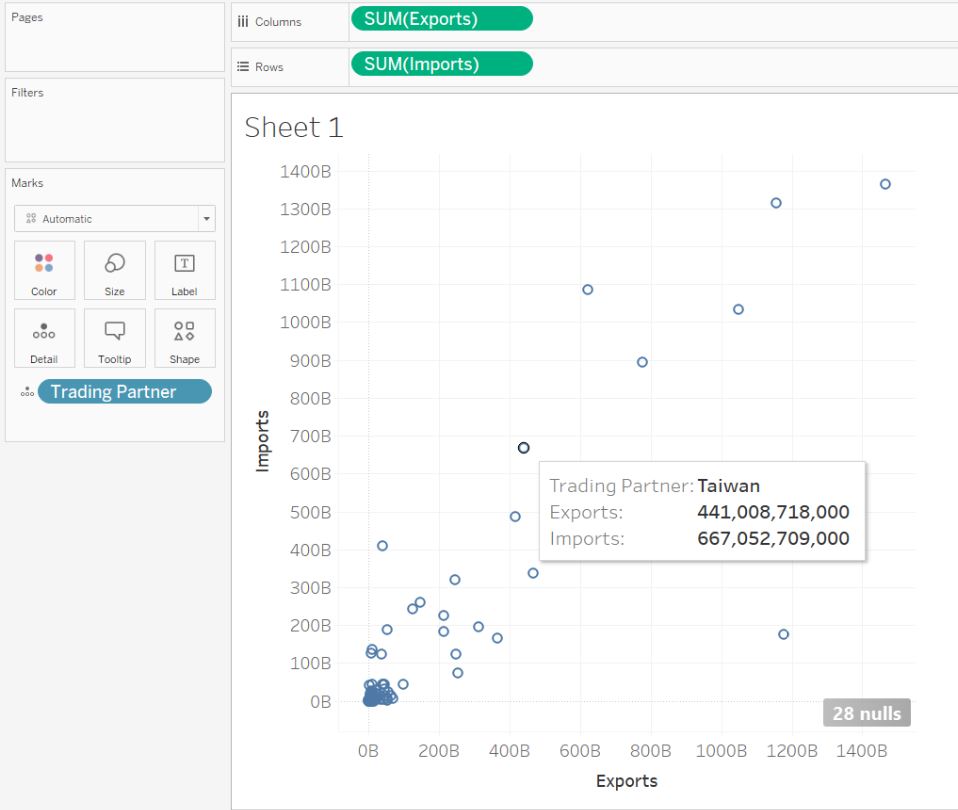 Pages
Columns
SUM(Exports)
Rows
SUM(Imports)
Filters
Marks
Automatic
Color
Size
Label
Detail
Tooltip
Shape
Trading Partner
Sheet 1
1400B
1300B
1200B
1100B
1000B
900B
800B
700B
600B
500B
400B
300B
200B
100B
0B
Imports
Trading Partner: Taiwan
Exports: 441,008,718,000
Imports: 667,052,709,000
28 nulls
0B 200B 400B 600B 800B 1000B 1200B 1400B
Exports